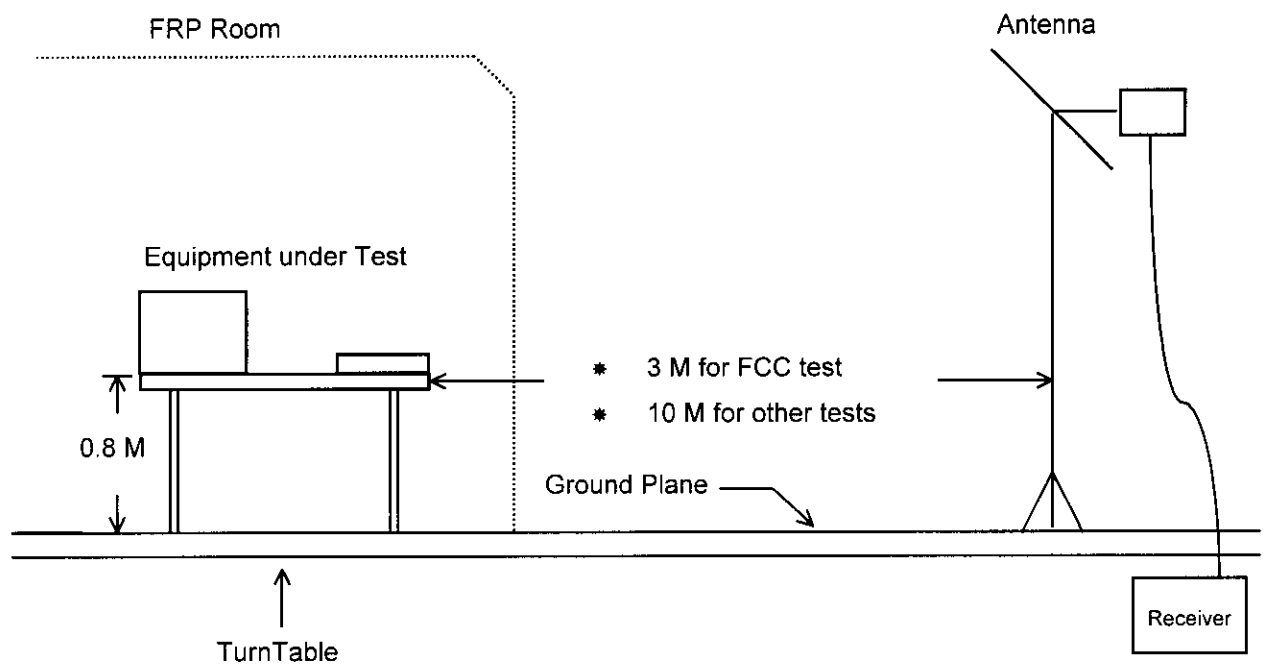 FRP Room
Antenna
Equipment under Test
✷ 3 M for FCC test
✷ 10 M for other tests
0.8 M
Ground Plane
Receiver
TurnTable